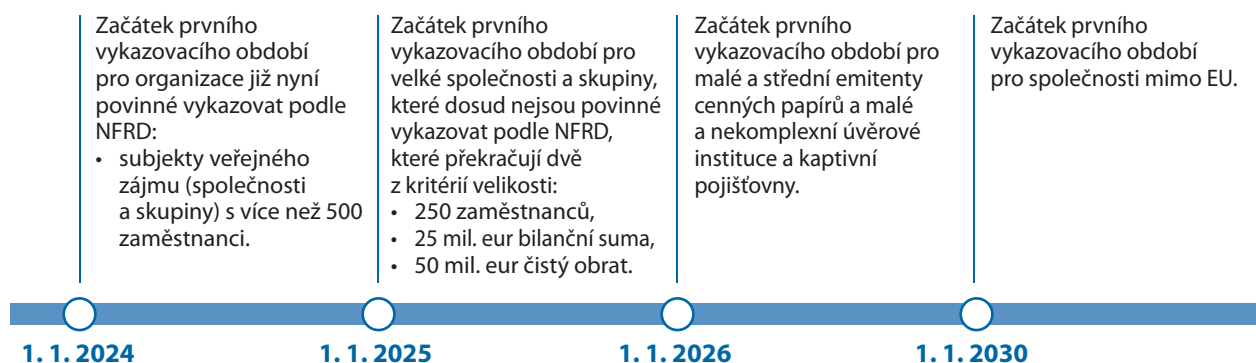 Začátek prvního
vykazovacího období
pro organizace již nyní
povinné vykazovat podle
NFRD:
• subjekty veřejného
zájmu (společnosti
a skupiny) s více než 500
zaměstnanci.
Začátek prvního
vykazovacího období pro
velké společnosti a skupiny,
které dosud nejsou povinné
vykazovat podle NFRD,
které překračují dvě
z kritérií velikosti:
• 250 zaměstnanců,
• 25 mil. eur bilanční suma,
• 50 mil. eur čistý obrat.
Začátek prvního
vykazovacího období pro
malé a střední emitenty
cenných papírů a malé
a nekomplexní úvěrové
instituce a kaptivní
pojišťovny.
Začátek prvního
vykazovacího období
pro společnosti mimo EU.
1. 1. 2024
1. 1. 2025
1. 1. 2026
1. 1. 2030